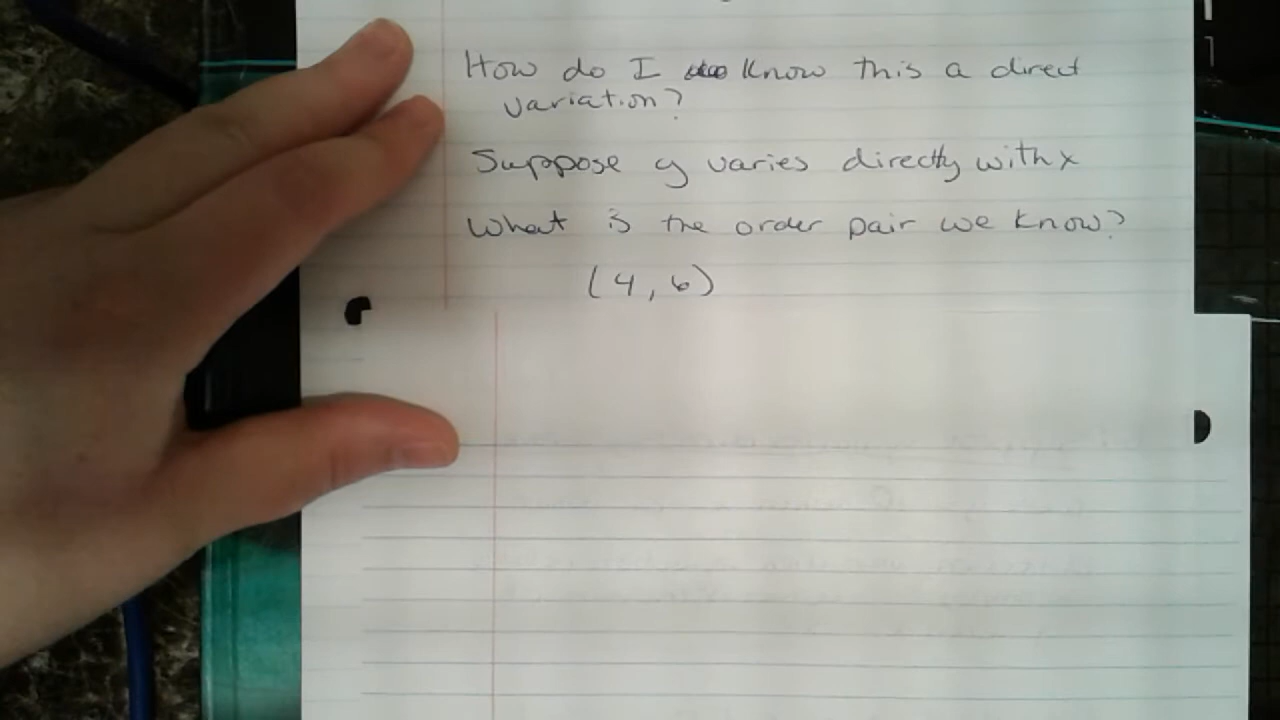 How do I know this a direct
variation?
Suppose y varies directly with x
What is the order pair we know?
(4, 6)